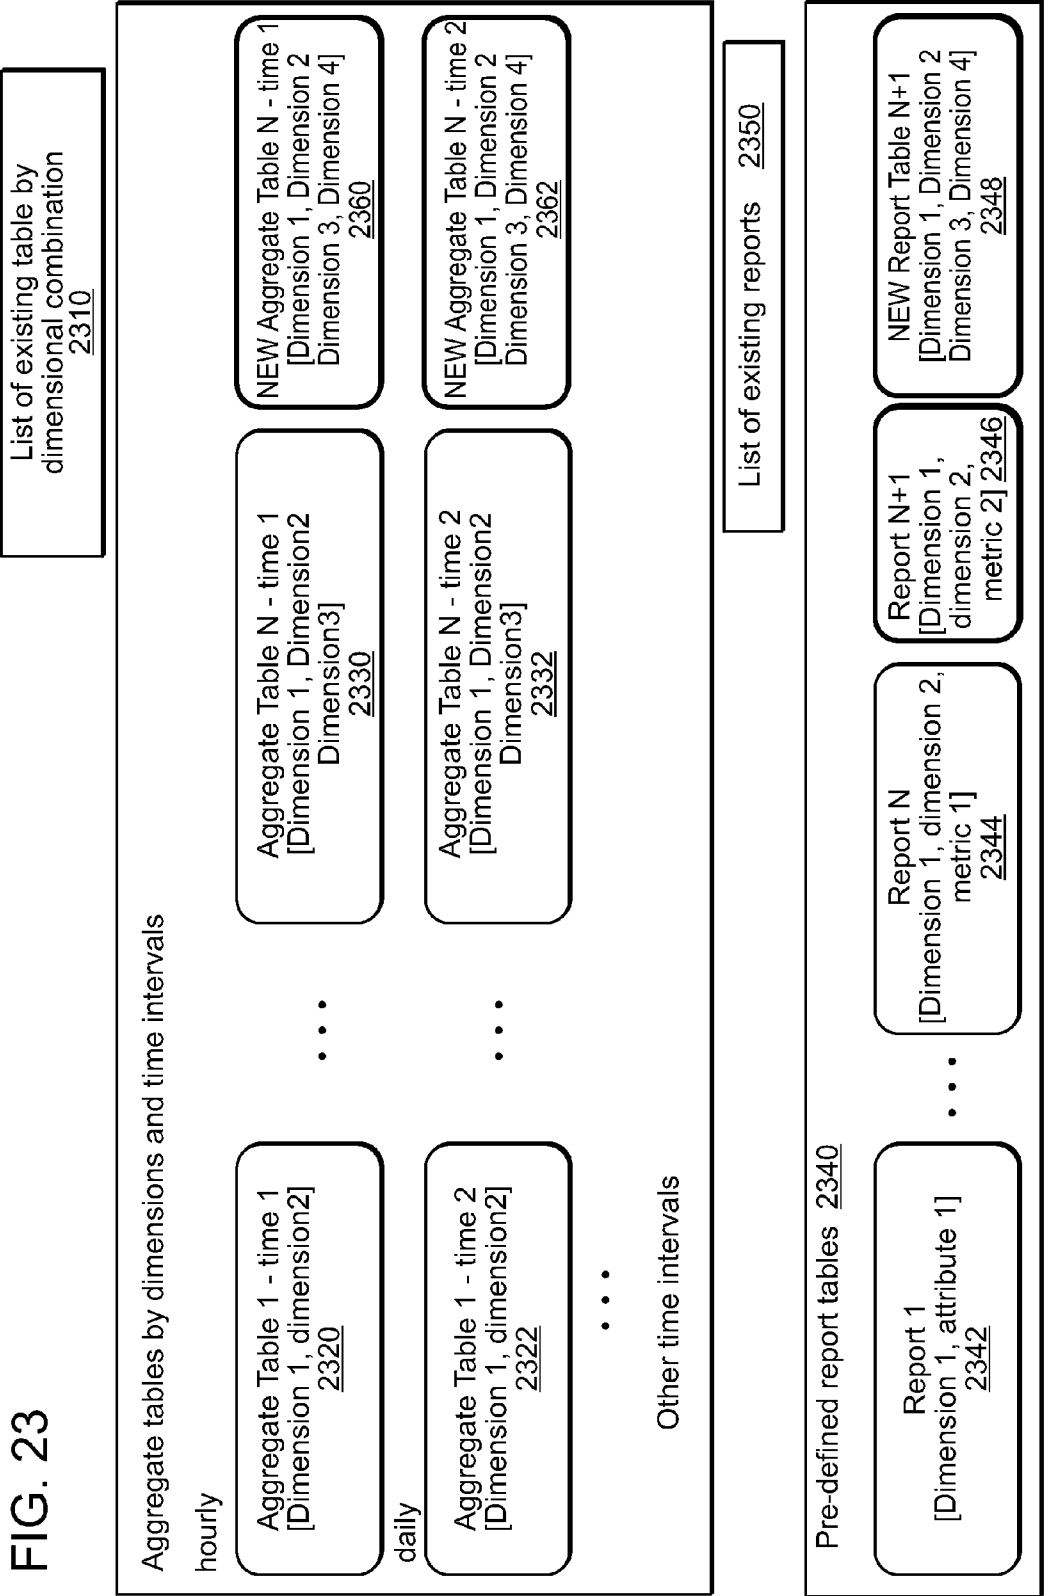 FIG. 23
List of existing table by
dimensional combination
2310
Aggregate tables by dimensions and time intervals
hourly
Aggregate Table 1 - time 1
[Dimension 1, dimension2]
2320
• • •
Aggregate Table N - time 1
[Dimension 1, Dimension2
Dimension3]
2330
NEW Aggregate Table N - time 1
[Dimension 1, Dimension 2
Dimension 3, Dimension 4]
2360
daily
Aggregate Table 1 - time 2
[Dimension 1, dimension2]
2322
• • •
Aggregate Table N - time 2
[Dimension 1, Dimension2
Dimension3]
2332
NEW Aggregate Table N - time 2
[Dimension 1, Dimension 2
Dimension 3, Dimension 4]
2362
• • •
Other time intervals
List of existing reports 2350
Pre-defined report tables 2340
Report 1
[Dimension 1, attribute 1]
2342
• • •
Report N
[Dimension 1, dimension 2,
metric 1]
2344
Report N+1
[Dimension 1,
dimension 2,
metric 2] 2346
NEW Report Table N+1
[Dimension 1, Dimension 2
Dimension 3, Dimension 4]
2348